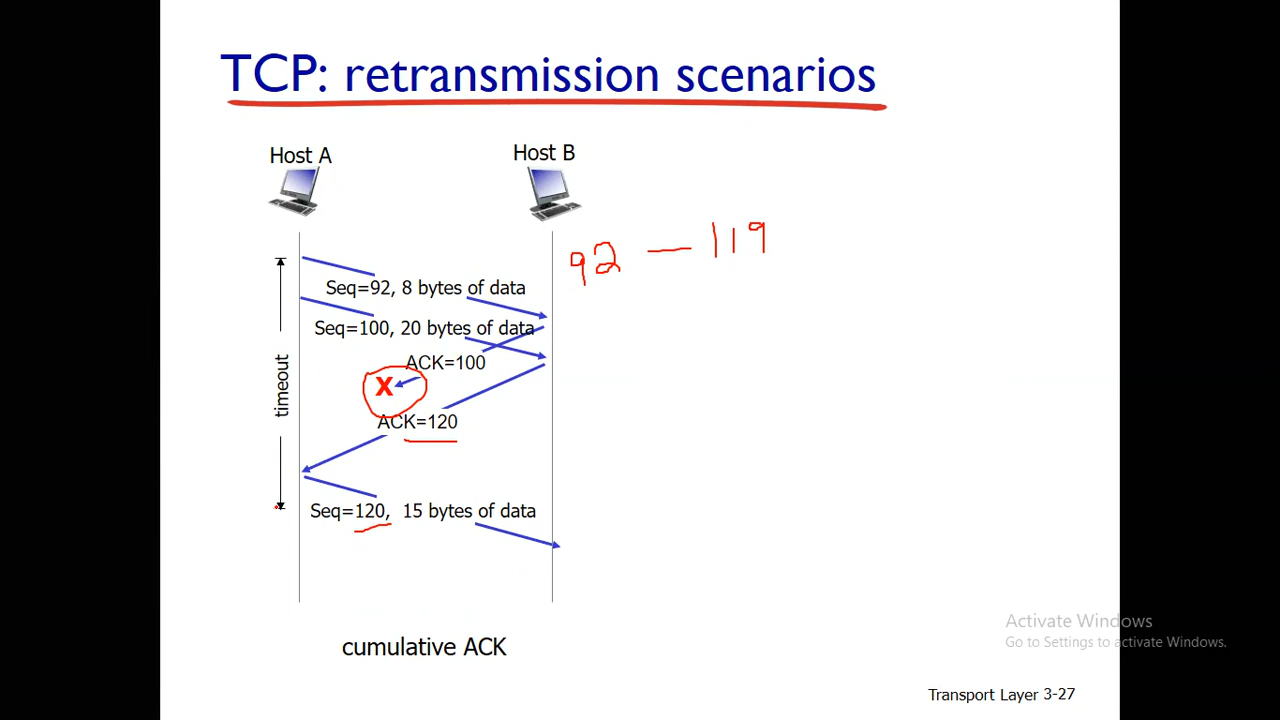 TCP: retransmission scenarios
Host A
Host B
92 — 119
Seq=92, 8 bytes of data
Seq=100, 20 bytes of data
ACK=100
X
timeout
ACK=120
Seq=120, 15 bytes of data
cumulative ACK
Activate Windows
Go to Settings to activate Windows.
Transport Layer 3-27